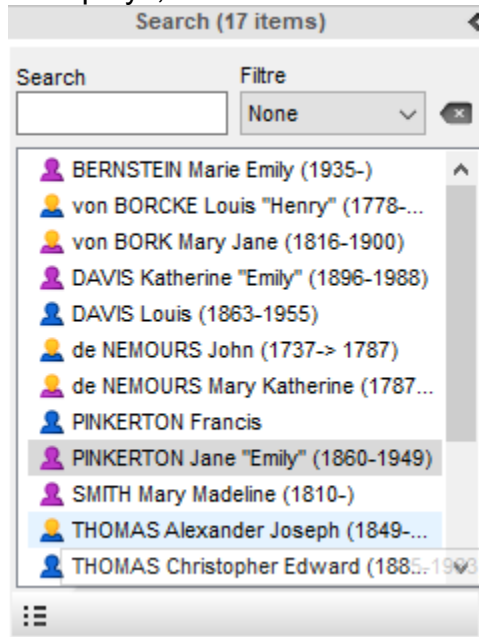 Search (17 items)
Search Filtre
None
BERNSTEIN Marie Emily (1935-)
von BORCKE Louis "Henry" (1778-...
von BORK Mary Jane (1816-1900)
DAVIS Katherine "Emily" (1896-1988)
DAVIS Louis (1863-1955)
de NEMOURS John (1737-> 1787)
de NEMOURS Mary Katherine (1787...
PINKERTON Francis
PINKERTON Jane "Emily" (1860-1949)
SMITH Mary Madeline (1810-)
THOMAS Alexander Joseph (1849-...
THOMAS Christopher Edward (1885-1903